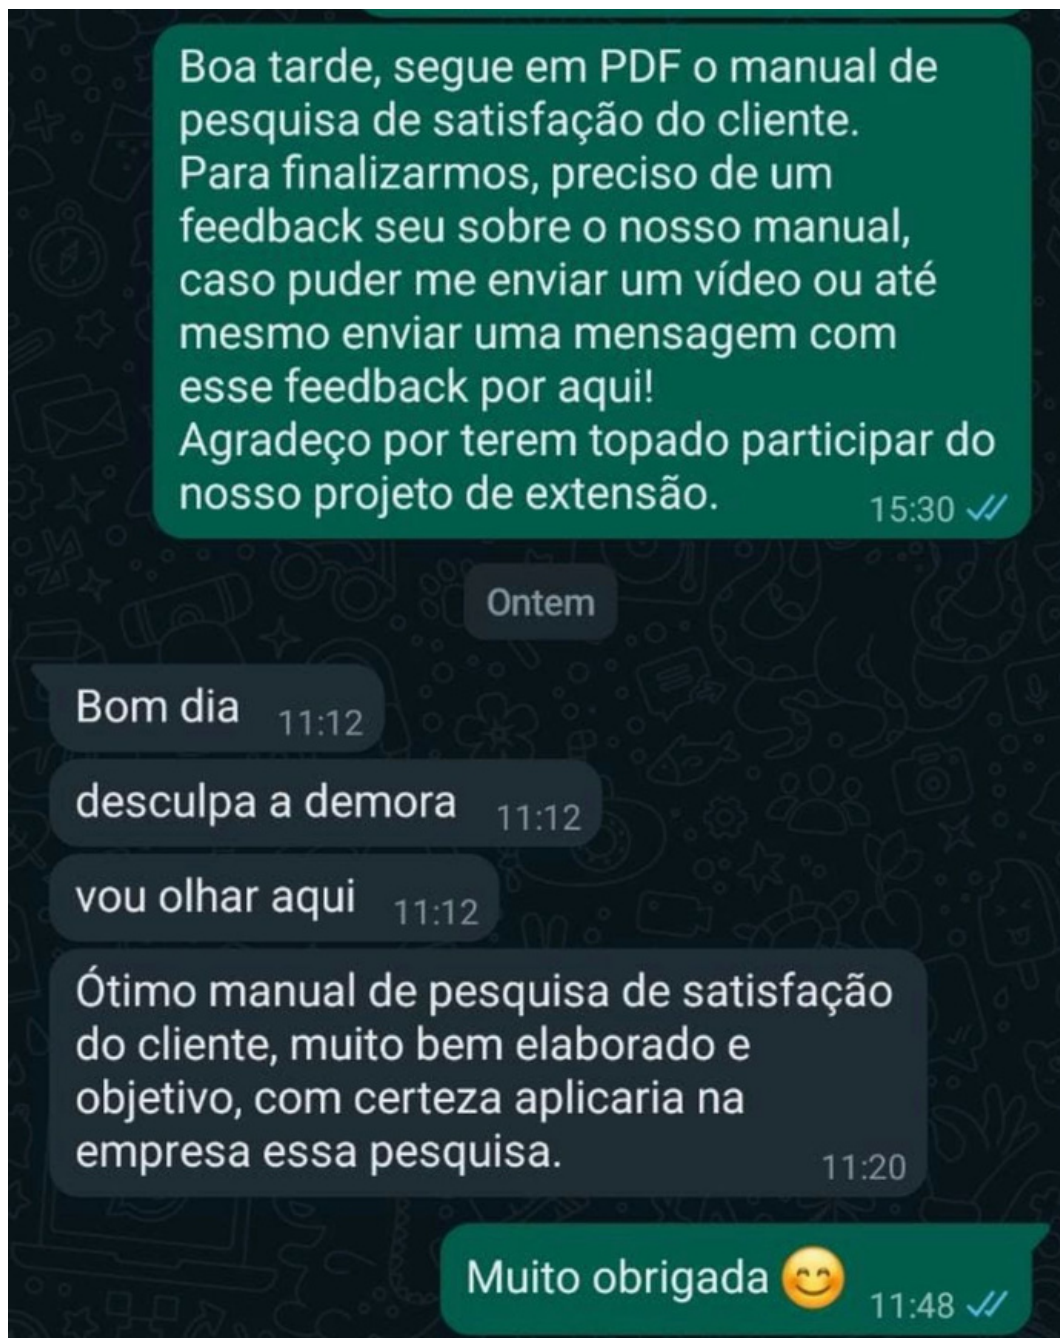 Boa tarde, segue em PDF o manual de
pesquisa de satisfação do cliente.
Para finalizarmos, preciso de um
feedback seu sobre o nosso manual,
caso puder me enviar um vídeo ou até
mesmo enviar uma mensagem com
esse feedback por aqui!
Agradeço por terem topado participar do
nosso projeto de extensão.
15:30
Ontem
Bom dia 11:12
desculpa a demora 11:12
vou olhar aqui 11:12
Ótimo manual de pesquisa de satisfação
do cliente, muito bem elaborado e
objetivo, com certeza aplicaria na
empresa essa pesquisa.
11:20
Muito obrigada 😊 11:48